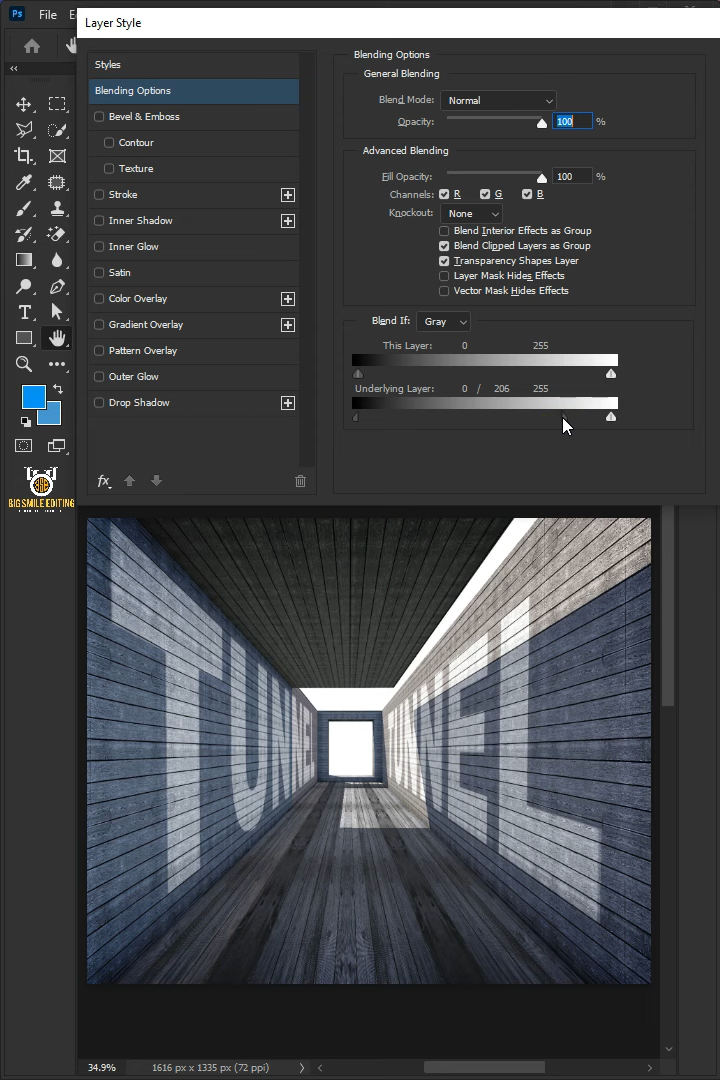 Ps File E
Layer Style
Styles
Blending Options
Bevel & Emboss
Contour
Texture
Stroke
Inner Shadow
Inner Glow
Satin
Color Overlay
Gradient Overlay
Pattern Overlay
Outer Glow
Drop Shadow
fx
Blending Options
General Blending
Blend Mode: Normal
Opacity: 100 %
Advanced Blending
Fill Opacity: 100 %
Channels: R G B
Knockout: None
Blend Interior Effects as Group
Blend Clipped Layers as Group
Transparency Shapes Layer
Layer Mask Hides Effects
Vector Mask Hides Effects
Blend If: Gray
This Layer: 0 255
Underlying Layer: 0 / 206 255
BIG SMILE EDITING
TUNNEL
TUNNEL
34.9% 1616 px x 1335 px (72 ppi)